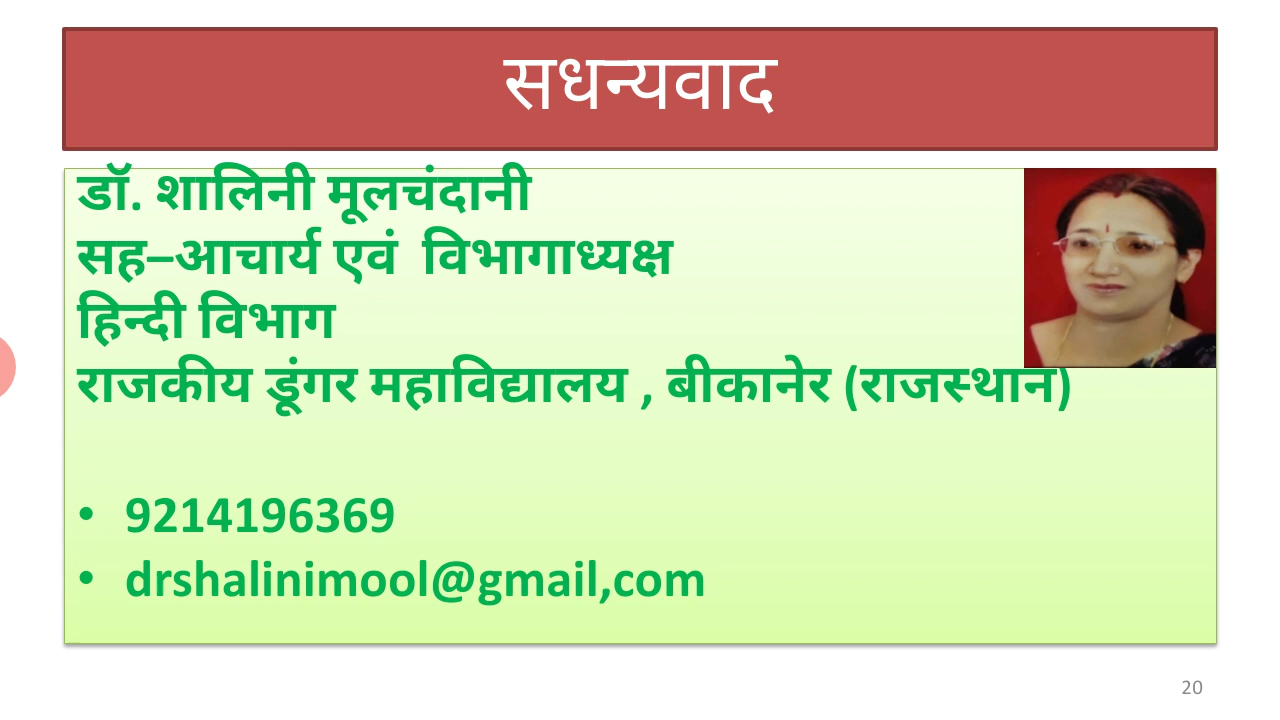 सधन्यवाद
डॉ. शालिनी मूलचंदानी
सह–आचार्य एवं विभागाध्यक्ष
हिन्दी विभाग
राजकीय डूंगर महाविद्यालय , बीकानेर (राजस्थान)
• 9214196369
• drshalinimool@gmail,com
20